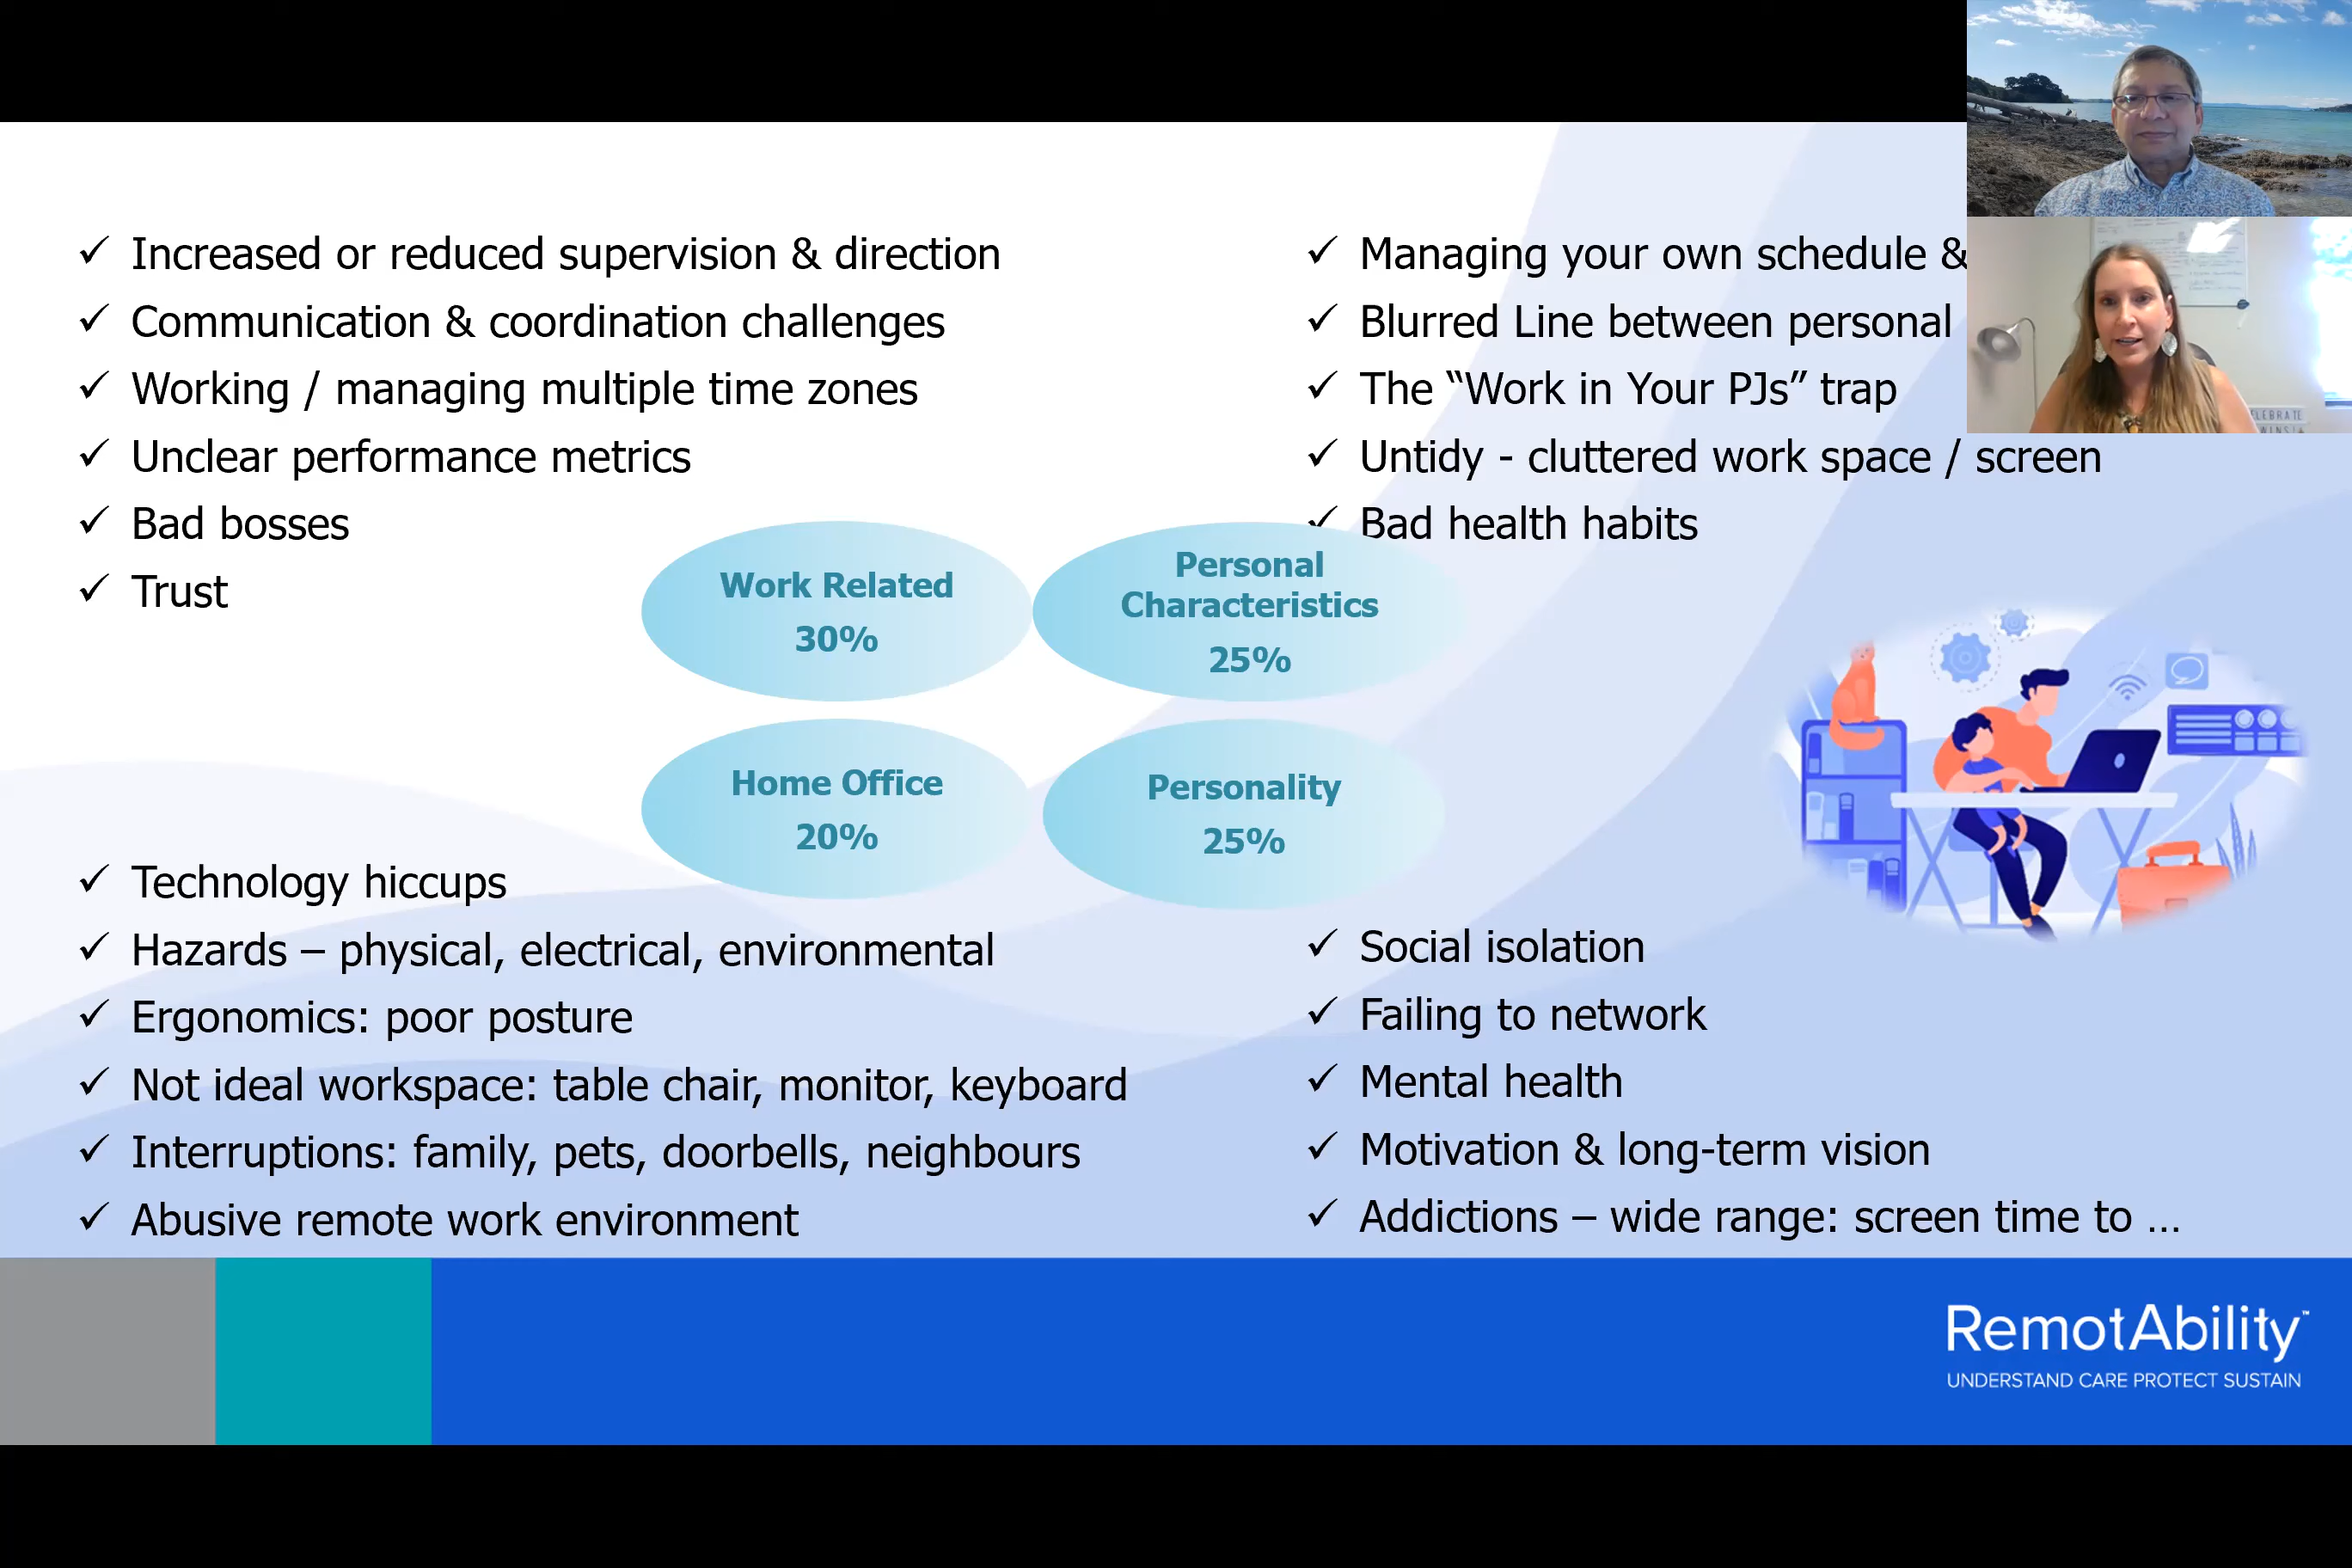 ✓ Increased or reduced supervision & direction
✓ Communication & coordination challenges
✓ Working / managing multiple time zones
✓ Unclear performance metrics
✓ Bad bosses
✓ Trust
✓ Managing your own schedule &
✓ Blurred Line between personal
✓ The “Work in Your PJs” trap
✓ Untidy - cluttered work space / screen
✓ Bad health habits
Work Related
30%
Personal
Characteristics
25%
Home Office
20%
Personality
25%
✓ Technology hiccups
✓ Hazards – physical, electrical, environmental
✓ Ergonomics: poor posture
✓ Not ideal workspace: table chair, monitor, keyboard
✓ Interruptions: family, pets, doorbells, neighbours
✓ Abusive remote work environment
✓ Social isolation
✓ Failing to network
✓ Mental health
✓ Motivation & long-term vision
✓ Addictions – wide range: screen time to …
RemotAbility™
UNDERSTAND CARE PROTECT SUSTAIN